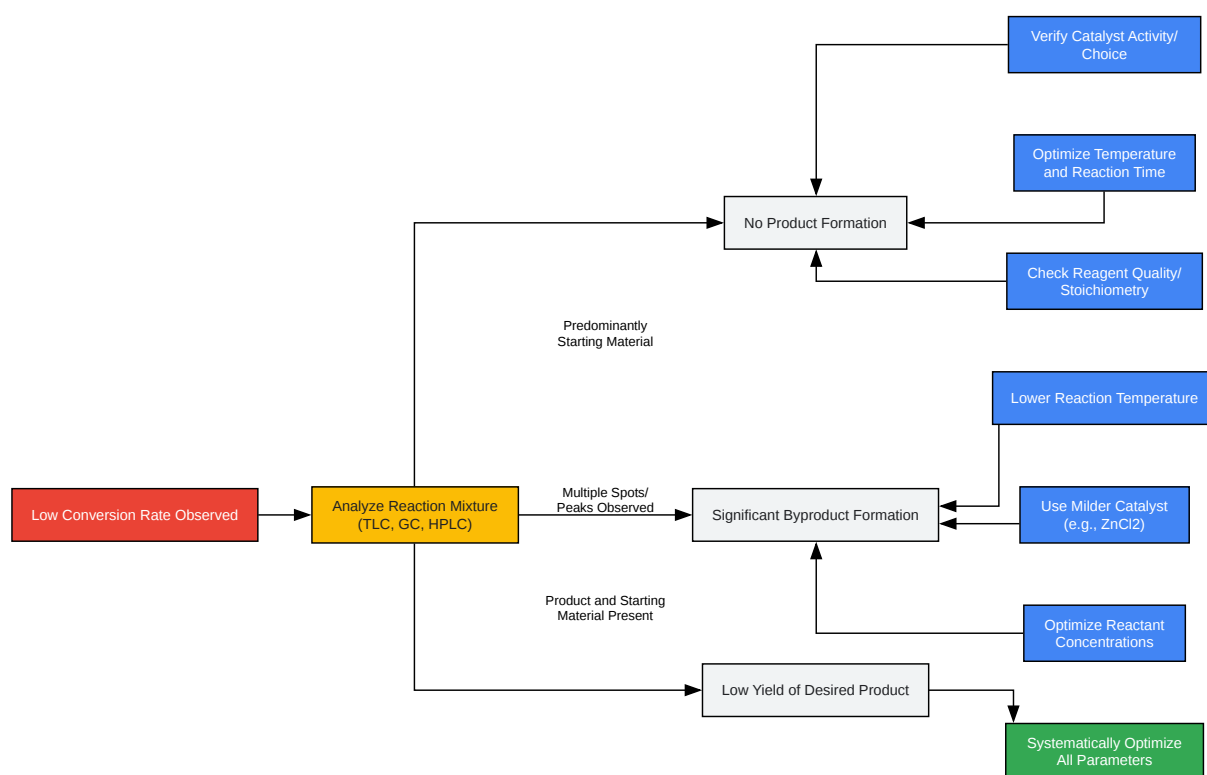 Verify Catalyst Activity/
Choice
Optimize Temperature
and Reaction Time
No Product Formation
Check Reagent Quality/
Stoichiometry
Predominantly
Starting Material
Lower Reaction Temperature
Low Conversion Rate Observed
Analyze Reaction Mixture
(TLC, GC, HPLC)
Multiple Spots/
Peaks Observed
Significant Byproduct Formation
Use Milder Catalyst
(e.g., ZnCl2)
Product and Starting
Material Present
Optimize Reactant
Concentrations
Low Yield of Desired Product
Systematically Optimize
All Parameters